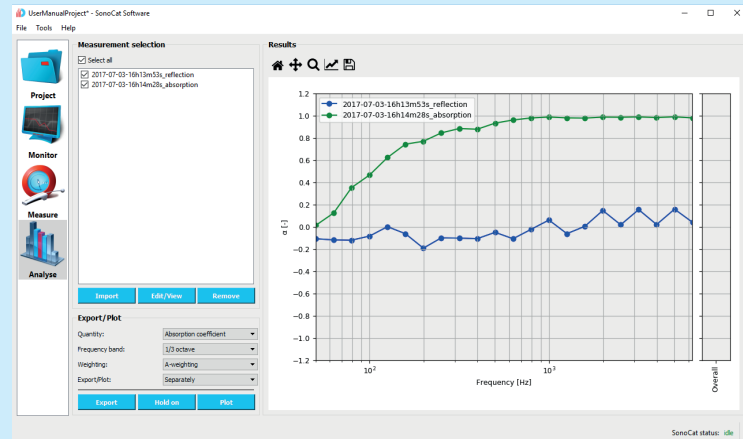 UserManualProject* - SonoCat Software
File Tools Help
Project
Monitor
Measure
Analyse
Measurement selection
Select all
2017-07-03-16h13m53s_reflection
2017-07-03-16h14m28s_absorption
Import Edit/View Remove
Export/Plot
Quantity: Absorption coefficient
Frequency band: 1/3 octave
Weighting: A-weighting
Export/Plot: Separately
Export Hold on Plot
Results
2017-07-03-16h13m53s_reflection
2017-07-03-16h14m28s_absorption
1.2
1.0
0.8
0.6
0.4
0.2
0.0
−0.2
−0.4
−0.6
−0.8
−1.0
−1.2
α [-]
10² 10³
Frequency [Hz]
Overall
SonoCat status: idle